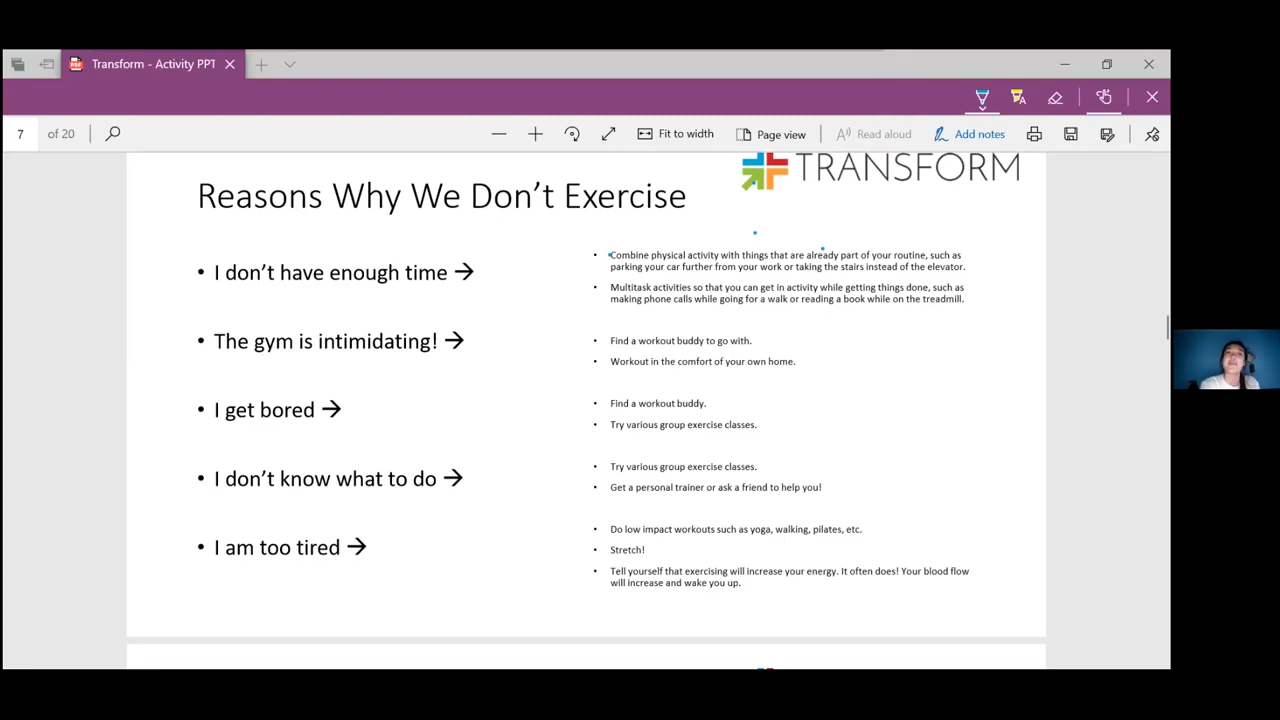 Transform - Activity PPT
7 of 20
Fit to width
Page view
Read aloud
Add notes
TRANSFORM
Reasons Why We Don't Exercise
• I don't have enough time →
• Combine physical activity with things that are already part of your routine, such as
parking your car further from your work or taking the stairs instead of the elevator.
• Multitask activities so that you can get in activity while getting things done, such as
making phone calls while going for a walk or reading a book while on the treadmill.
• The gym is intimidating! →
• Find a workout buddy to go with.
• Workout in the comfort of your own home.
• I get bored →
• Find a workout buddy.
• Try various group exercise classes.
• I don't know what to do →
• Try various group exercise classes.
• Get a personal trainer or ask a friend to help you!
• I am too tired →
• Do low impact workouts such as yoga, walking, pilates, etc.
• Stretch!
• Tell yourself that exercising will increase your energy. It often does! Your blood flow
will increase and wake you up.